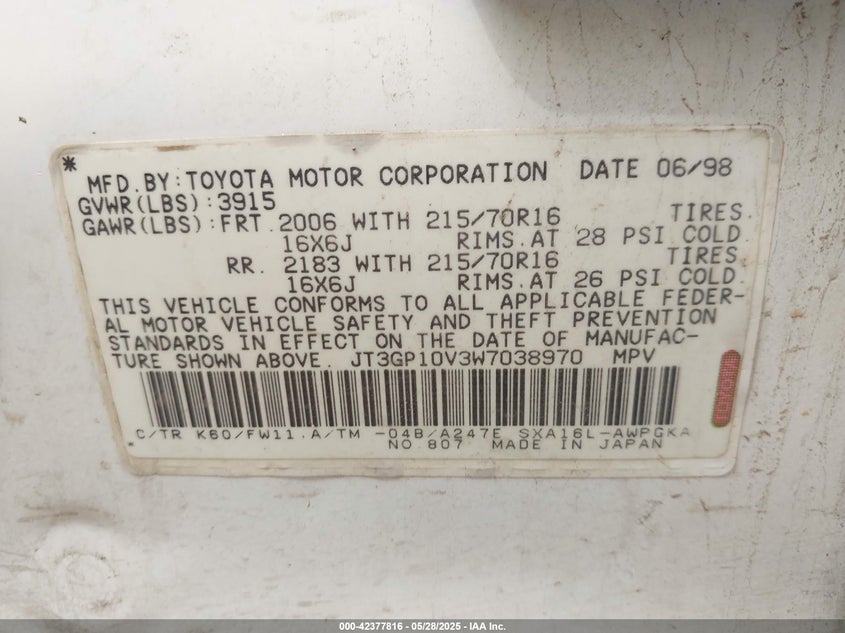 * MFD.BY:TOYOTA MOTOR CORPORATION DATE 06/98
GVWR(LBS):3915
GAWR(LBS):FRT.2006 WITH 215/70R16 TIRES.
16X6J RIMS.AT 28 PSI COLD.
RR. 2183 WITH 215/70R16 TIRES.
16X6J RIMS.AT 26 PSI COLD.
THIS VEHICLE CONFORMS TO ALL APPLICABLE FEDER-
AL MOTOR VEHICLE SAFETY AND THEFT PREVENTION
STANDARDS IN EFFECT ON THE DATE OF MANUFAC-
TURE SHOWN ABOVE. JT3GP10V3W7038970 MPV
TOYOTA
C/TR K60/FW11.A/TM -04B/A247E SXA16L-AWPGKA
* NO.807 MADE IN JAPAN
000-42377816 - 05/28/2025 - IAA Inc.